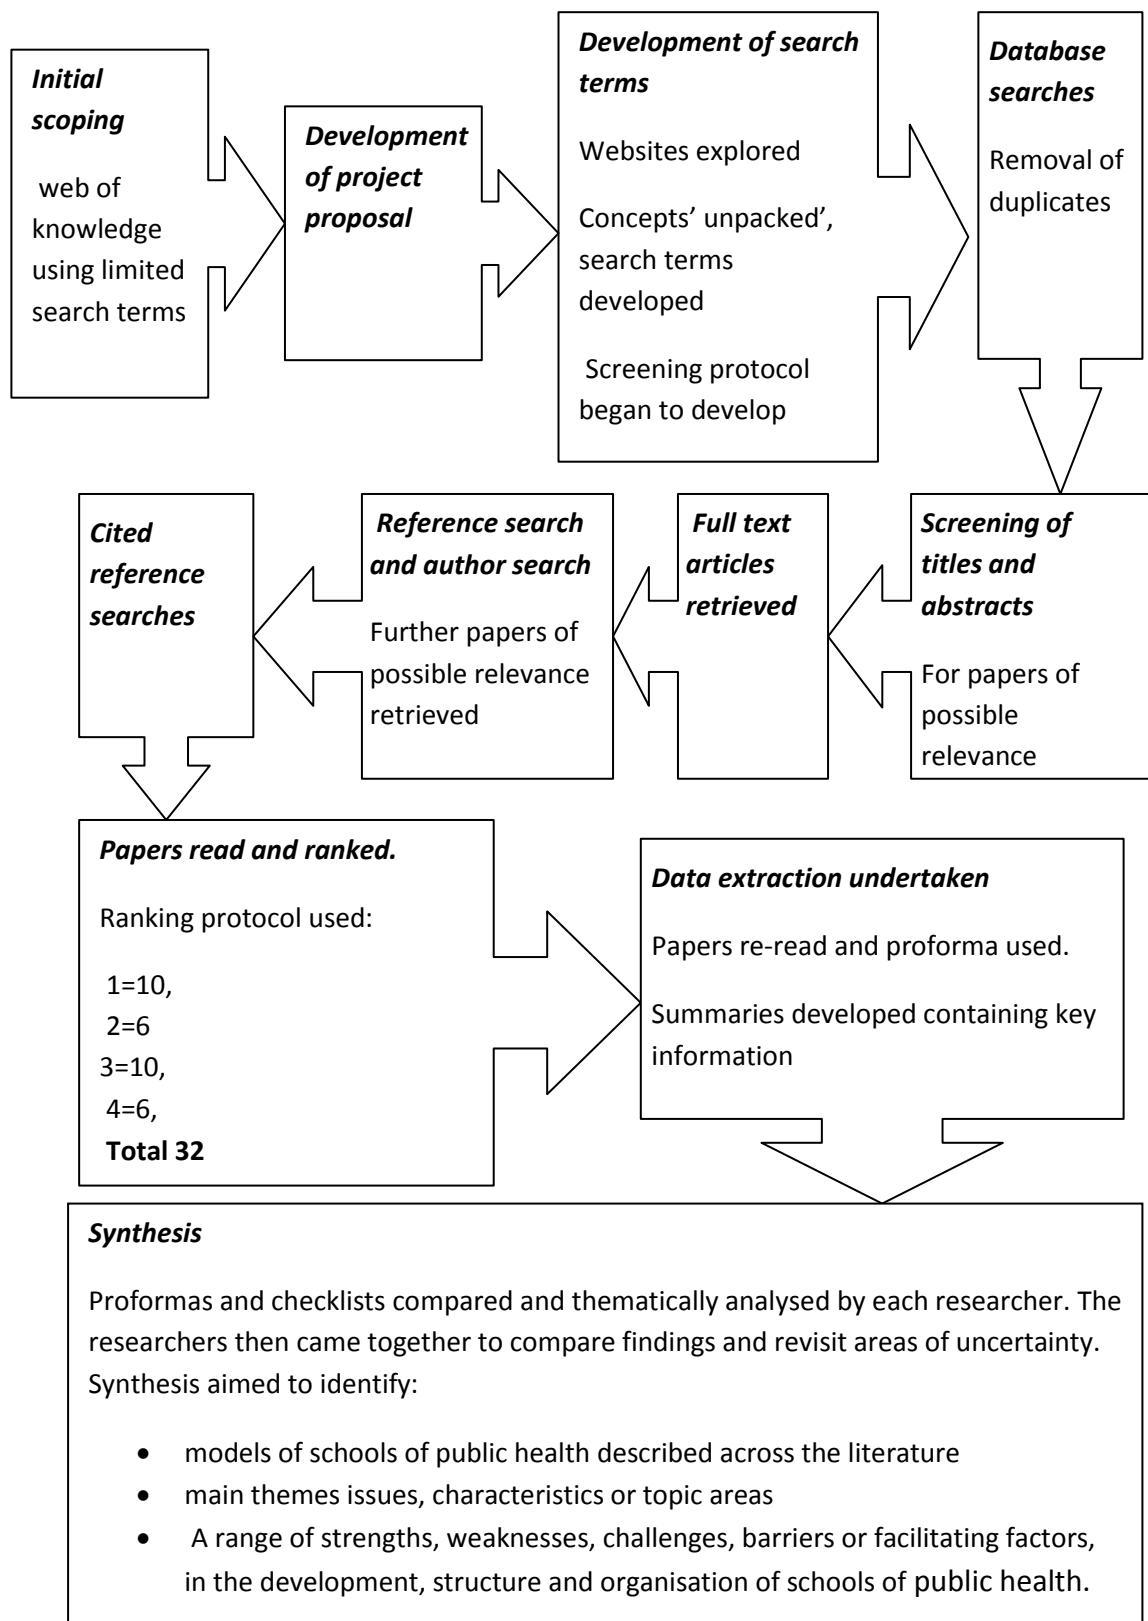 Initial
scoping
web of
knowledge
using limited
search terms
Development
of project
proposal
Development of search
terms
Websites explored
Concepts’ unpacked’,
search terms
developed
Screening protocol
began to develop
Database
searches
Removal of
duplicates
Screening of
titles and
abstracts
For papers of
possible
relevance
Full text
articles
retrieved
Reference search
and author search
Further papers of
possible relevance
retrieved
Cited
reference
searches
Papers read and ranked.
Ranking protocol used:
1=10,
2=6
3=10,
4=6,
Total 32
Data extraction undertaken
Papers re-read and proforma used.
Summaries developed containing key
information
Synthesis
Proformas and checklists compared and thematically analysed by each researcher. The
researchers then came together to compare findings and revisit areas of uncertainty.
Synthesis aimed to identify:
• models of schools of public health described across the literature
• main themes issues, characteristics or topic areas
• A range of strengths, weaknesses, challenges, barriers or facilitating factors,
in the development, structure and organisation of schools of public health.